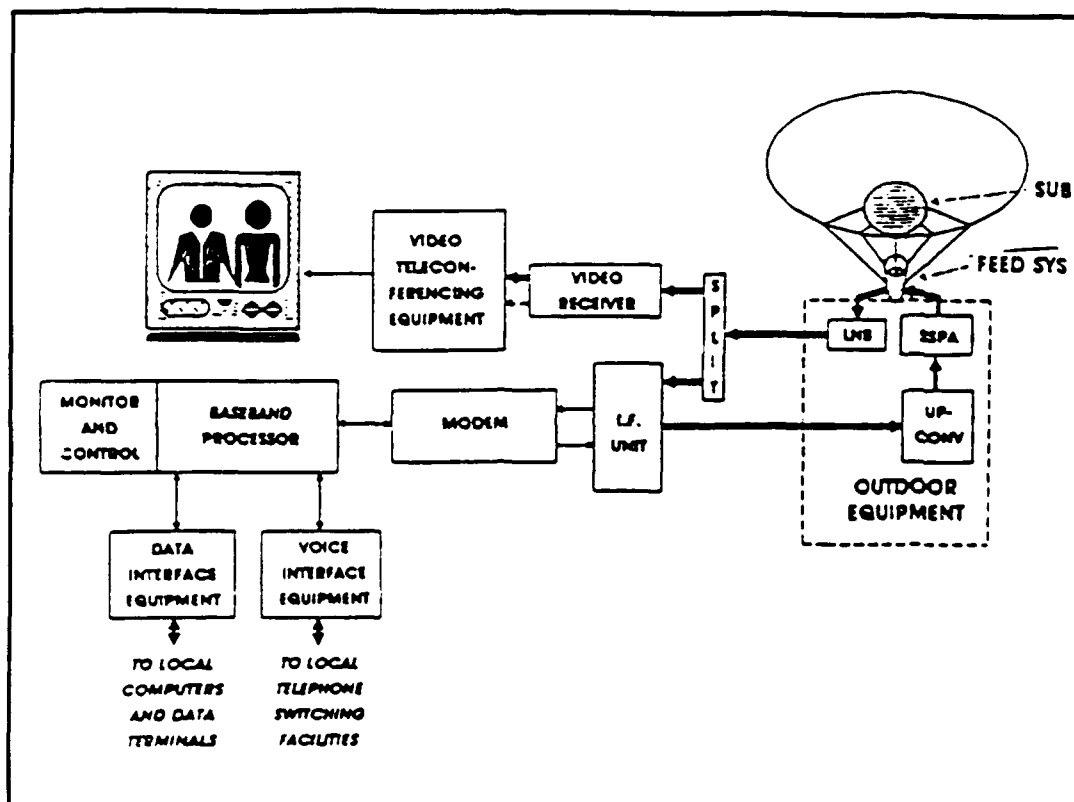 SUB
FEED SYS
VIDEO
TELECON-
FERENCING
EQUIPMENT
VIDEO
RECEIVER
SPLIT
LNB
SSPA
MONITOR
AND
CONTROL
BASEBAND
PROCESSOR
MODEM
I.F.
UNIT
UP-
CONV
OUTDOOR
EQUIPMENT
DATA
INTERFACE
EQUIPMENT
VOICE
INTERFACE
EQUIPMENT
TO LOCAL
COMPUTERS
AND DATA
TERMINALS
TO LOCAL
TELEPHONE
SWITCHING
FACILITIES